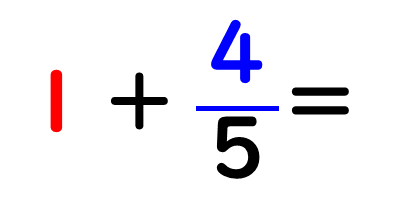 1 + 4/5 =